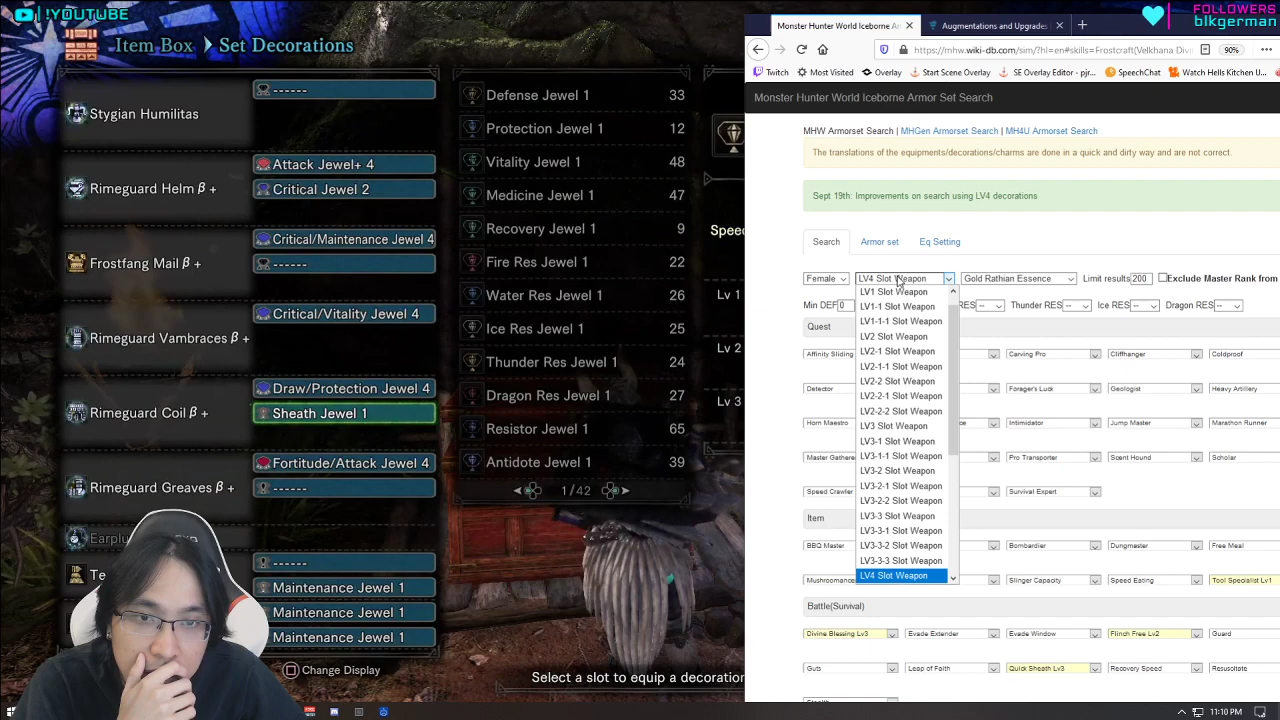 !YOUTUBE
FOLLOWERS
blkgerman
Item Box
Set Decorations
Stygian Humilitas
------
Rimeguard Helm β +
Attack Jewel+ 4
Critical Jewel 2
Frostfang Mail β +
Critical/Maintenance Jewel 4
------
Rimeguard Vambraces β +
Critical/Vitality Jewel 4
Rimeguard Coil β +
Draw/Protection Jewel 4
Sheath Jewel 1
Rimeguard Greaves β +
Fortitude/Attack Jewel 4
------
Te
------
Maintenance Jewel 1
Maintenance Jewel 1
Maintenance Jewel 1
Change Display
Defense Jewel 1 33
Protection Jewel 1 12
Vitality Jewel 1 48
Medicine Jewel 1 47
Recovery Jewel 1 9
Fire Res Jewel 1 22
Water Res Jewel 1 26
Ice Res Jewel 1 25
Thunder Res Jewel 1 24
Dragon Res Jewel 1 27
Resistor Jewel 1 65
Antidote Jewel 1 39
1 / 42
Speed
Lv 1
Lv 2
Lv 3
Select a slot to equip a decoration
Monster Hunter World Iceborne Ar
Augmentations and Upgrades
https://mhw.wiki-db.com/sim/?hl=en#skills=Frostcraft(Velkhana Divi
90%
Twitch
Most Visited
Overlay
Start Scene Overlay
SE Overlay Editor - pjr...
SpeechChat
Watch Hells Kitchen U...
Monster Hunter World Iceborne Armor Set Search
MHW Armorset Search | MHGen Armorset Search | MH4U Armorset Search
The translations of the equipments/decorations/charms are done in a quick and dirty way and are not correct.
Sept 19th: Improvements on search using LV4 decorations
Search
Armor set
Eq Setting
Female
LV4 Slot Weapon
Gold Rathian Essence
Limit results 200
Exclude Master Rank from
Min DEF 0
RES --
Thunder RES --
Ice RES --
Dragon RES --
LV1 Slot Weapon
LV1-1 Slot Weapon
LV1-1-1 Slot Weapon
LV2 Slot Weapon
LV2-1 Slot Weapon
LV2-1-1 Slot Weapon
LV2-2 Slot Weapon
LV2-2-1 Slot Weapon
LV2-2-2 Slot Weapon
LV3 Slot Weapon
LV3-1 Slot Weapon
LV3-1-1 Slot Weapon
LV3-2 Slot Weapon
LV3-2-1 Slot Weapon
LV3-2-2 Slot Weapon
LV3-3 Slot Weapon
LV3-3-1 Slot Weapon
LV3-3-2 Slot Weapon
LV3-3-3 Slot Weapon
LV4 Slot Weapon
Quest
Affinity Sliding
Carving Pro
Cliffhanger
Coldproof
Detector
Forager's Luck
Geologist
Heavy Artillery
Horn Maestro
Intimidator
Jump Master
Marathon Runner
Master Gathere
Pro Transporter
Scent Hound
Scholar
Speed Crawler
Survival Expert
Item
BBQ Master
Bombardier
Dungmaster
Free Meal
Mushroomance
Slinger Capacity
Speed Eating
Tool Specialist Lv1
Battle(Survival)
Divine Blessing Lv3
Evade Extender
Evade Window
Flinch Free Lv2
Guard
Guts
Leap of Faith
Quick Sheath Lv3
Recovery Speed
Resuscitate
11:10 PM